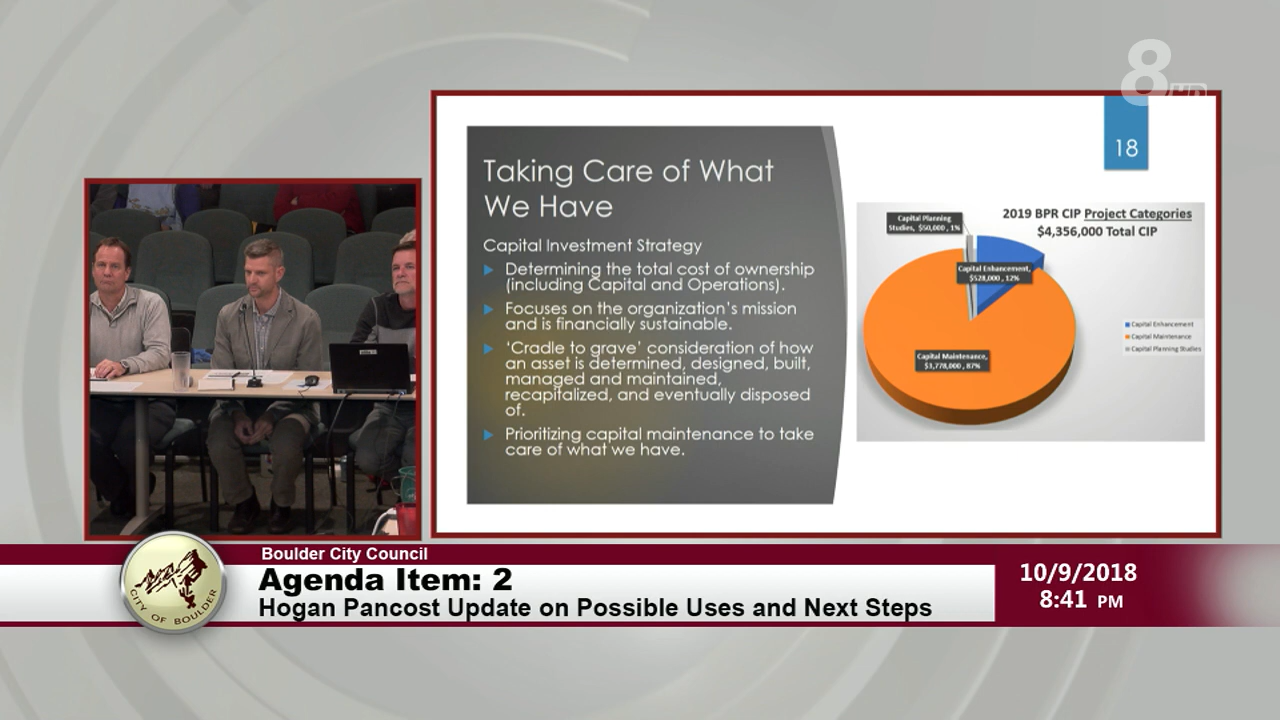 8
HD
18
Taking Care of What
We Have
Capital Investment Strategy
Determining the total cost of ownership
(including Capital and Operations).
Focuses on the organization's mission
and is financially sustainable.
'Cradle to grave' consideration of how
an asset is determined, designed, built,
managed and maintained,
recapitalized, and eventually disposed
of.
Prioritizing capital maintenance to take
care of what we have.
2019 BPR CIP Project Categories
$4,356,000 Total CIP
Capital Planning
Studies, $50,000 , 1%
Capital Enhancement,
$528,000 , 12%
Capital Maintenance,
$3,778,000 , 87%
Capital Enhancement
Capital Maintenance
Capital Planning Studies
Boulder City Council
Agenda Item: 2
Hogan Pancost Update on Possible Uses and Next Steps
CITY OF BOULDER
10/9/2018
8:41 PM